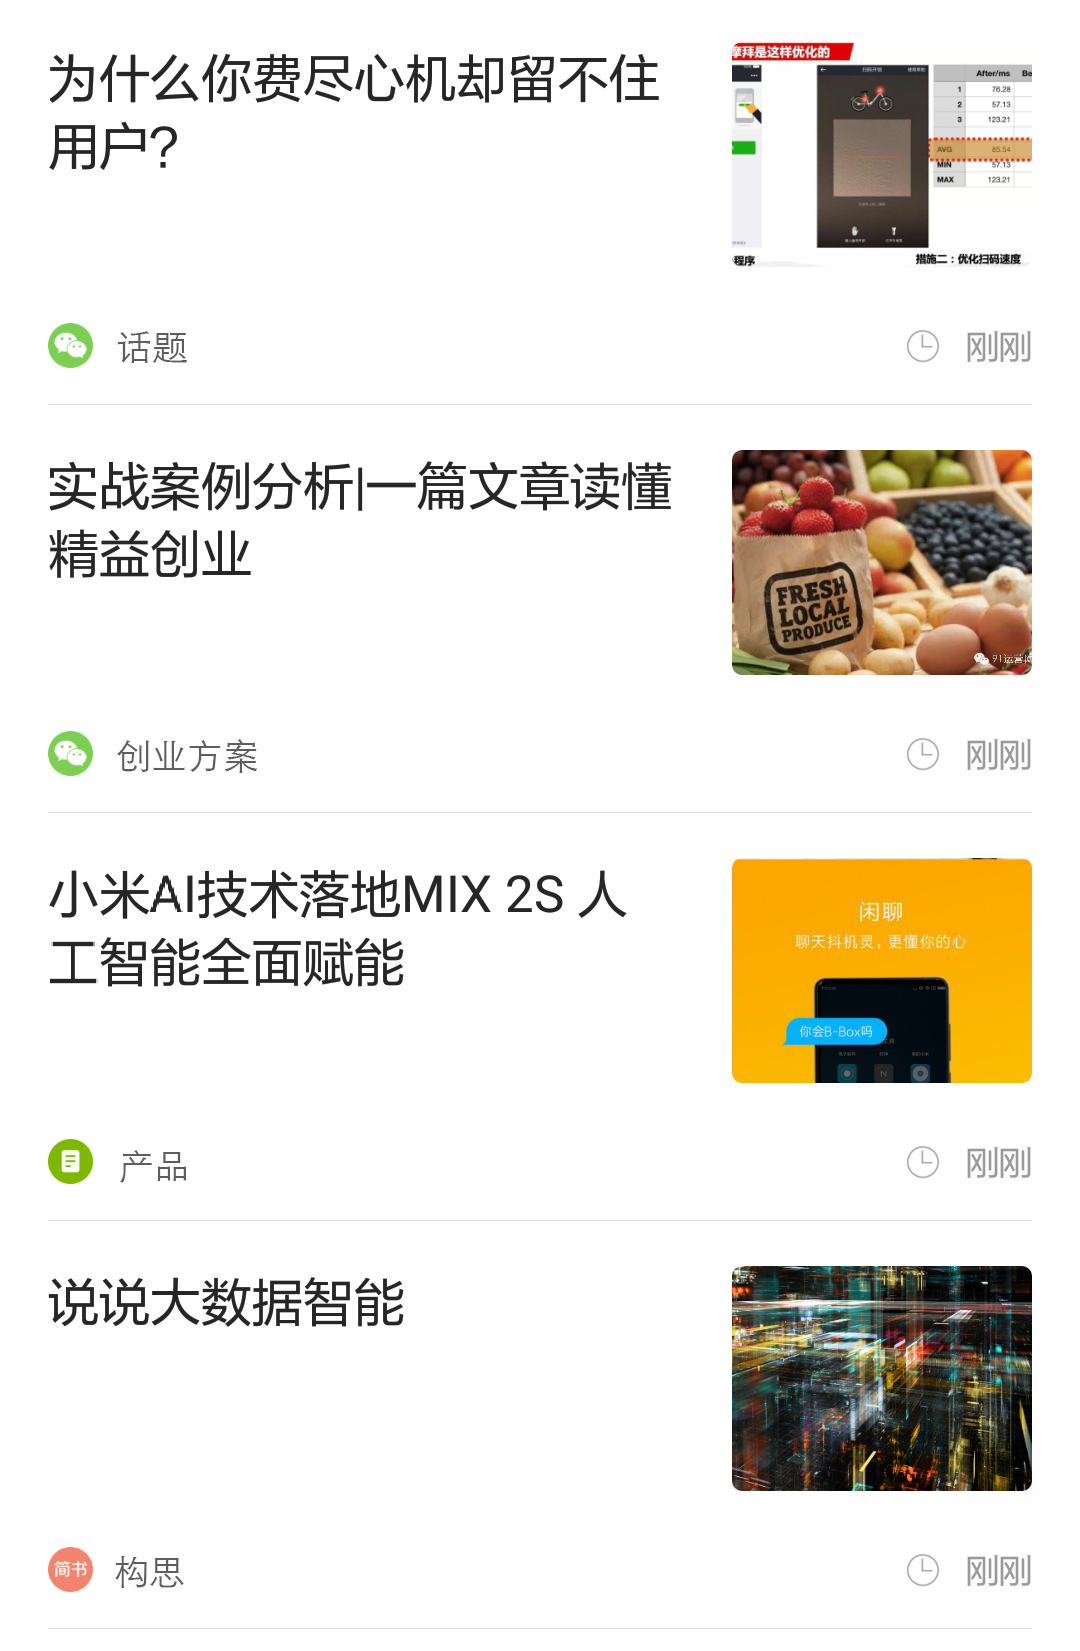 为什么你费尽心机却留不住
用户?
摩拜是这样优化的
扫码开锁
After/ms
1 76.28
2 57.13
3 123.21
AVG 85.54
MIN 57.13
MAX 123.21
程序
措施二：优化扫码速度
话题
刚刚
实战案例分析|一篇文章读懂
精益创业
FRESH
LOCAL
PRODUCE
91运营网
创业方案
刚刚
小米AI技术落地MIX 2S 人
工智能全面赋能
闲聊
聊天抖机灵，更懂你的心
你会B-Box吗
产品
刚刚
说说大数据智能
简书
构思
刚刚